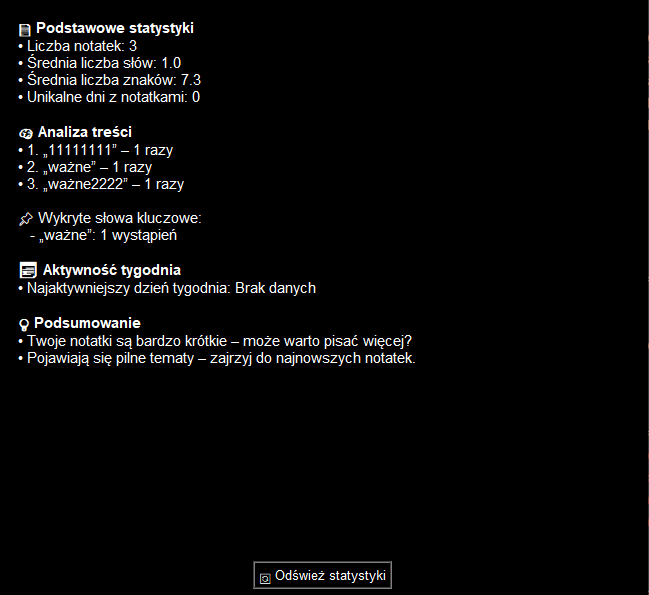 Podstawowe statystyki
• Liczba notatek: 3
• Średnia liczba słów: 1.0
• Średnia liczba znaków: 7.3
• Unikalne dni z notatkami: 0
Analiza treści
• 1. „11111111” – 1 razy
• 2. „ważne” – 1 razy
• 3. „ważne2222” – 1 razy
Wykryte słowa kluczowe:
- „ważne”: 1 wystąpień
Aktywność tygodnia
• Najaktywniejszy dzień tygodnia: Brak danych
Podsumowanie
• Twoje notatki są bardzo krótkie – może warto pisać więcej?
• Pojawiają się pilne tematy – zajrzyj do najnowszych notatek.
Odśwież statystyki